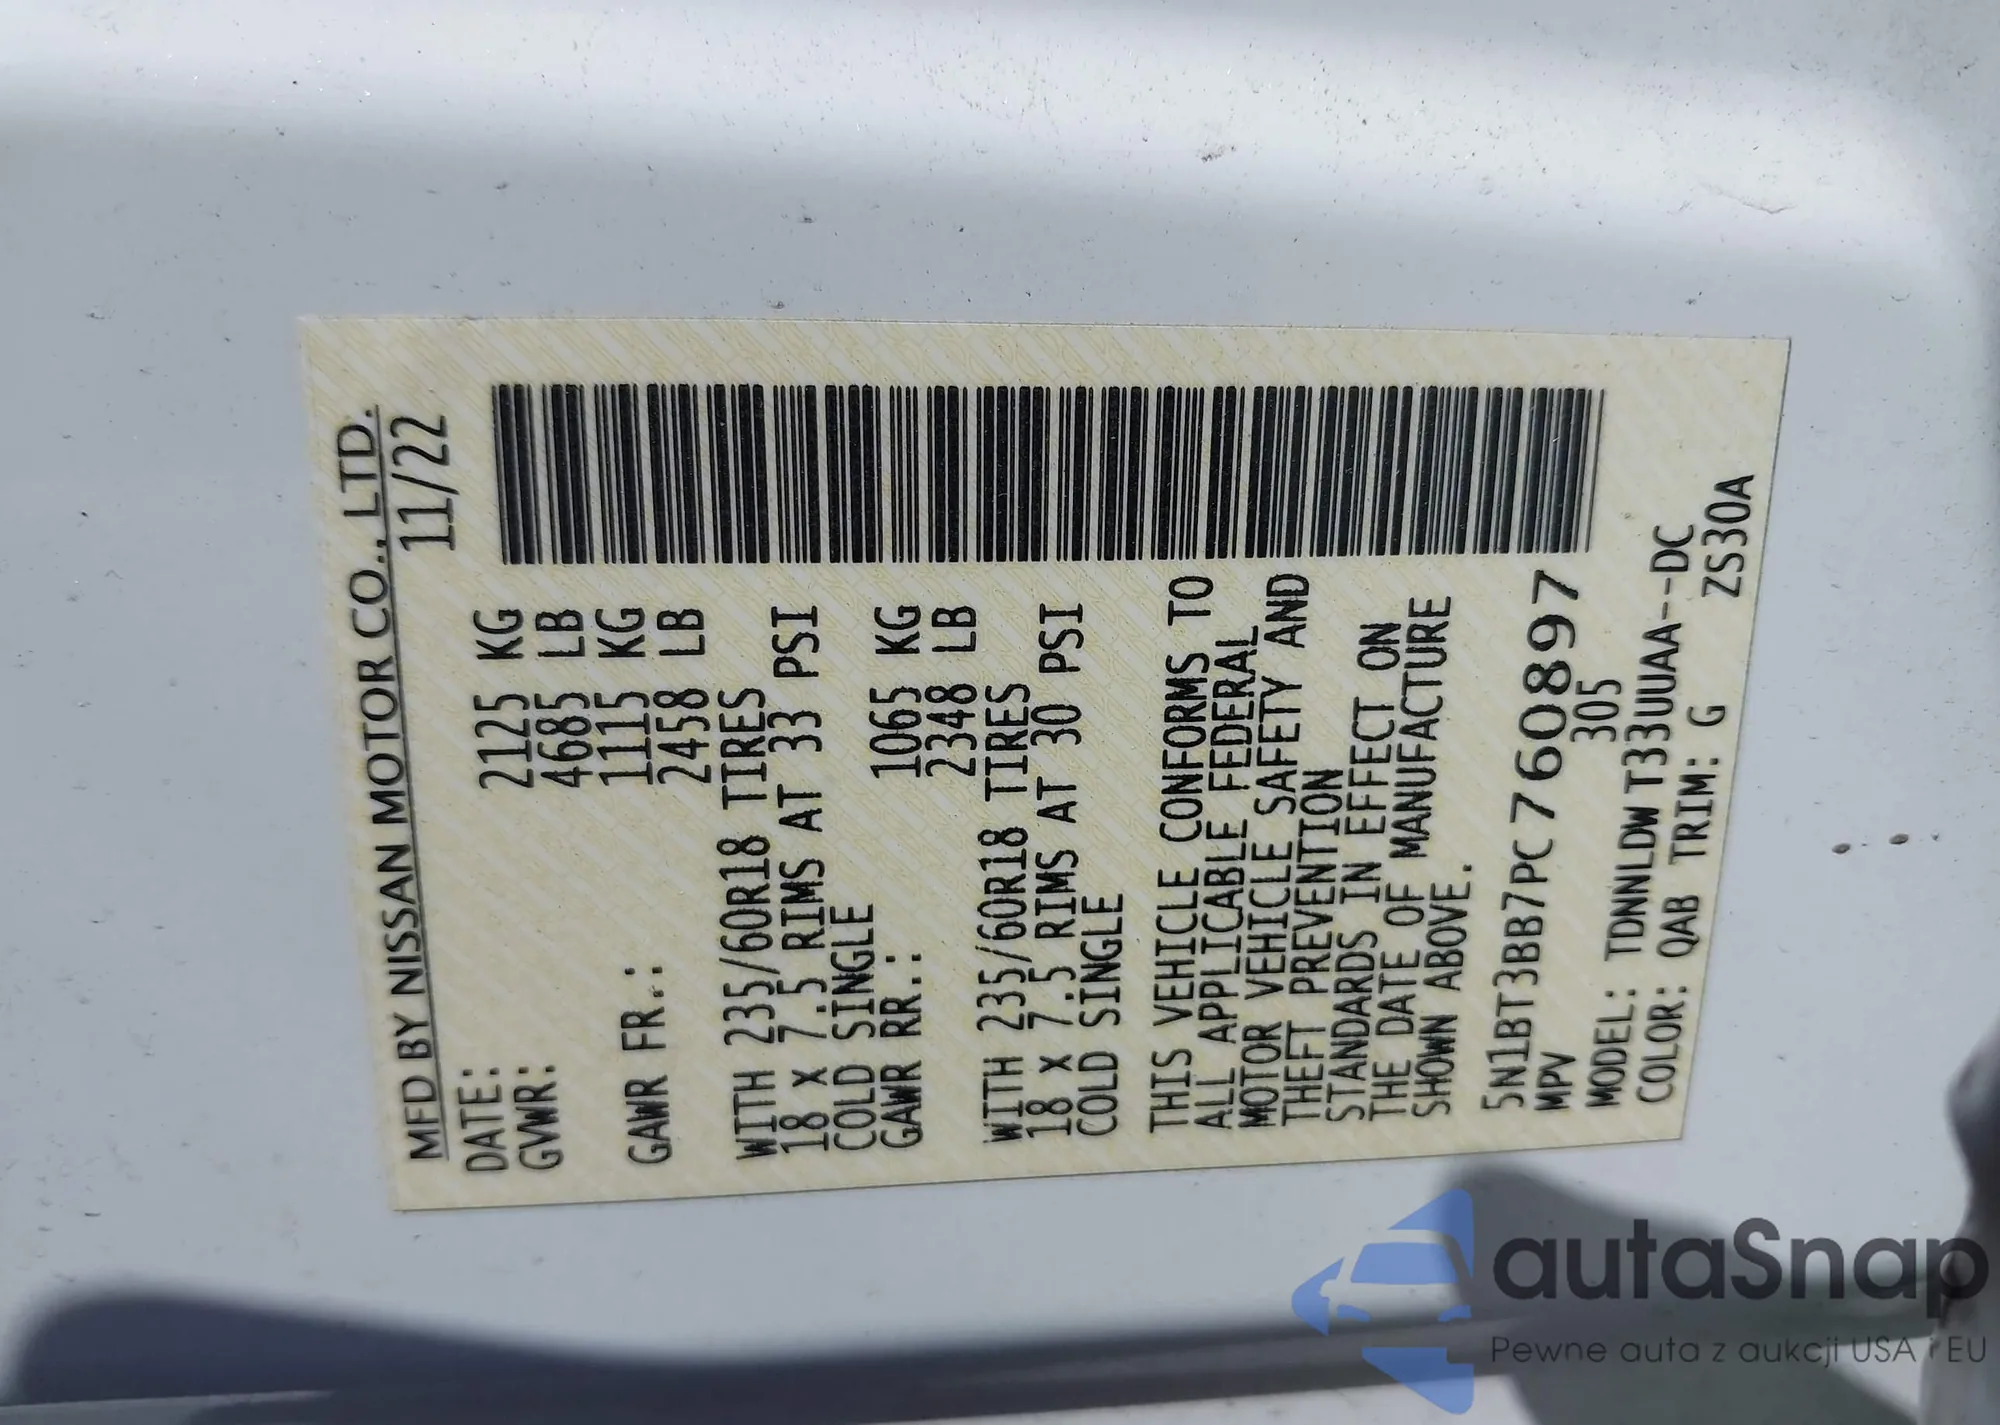 MFD BY NISSAN MOTOR CO., LTD.
DATE: 11/22
GVWR: 2125 KG
4685 LB
GAWR FR.: 1115 KG
2458 LB
WITH 235/60R18 TIRES
18 x 7.5 RIMS AT 33 PSI
COLD SINGLE
GAWR RR.: 1065 KG
2348 LB
WITH 235/60R18 TIRES
18 x 7.5 RIMS AT 30 PSI
COLD SINGLE
THIS VEHICLE CONFORMS TO
ALL APPLICABLE FEDERAL
MOTOR VEHICLE SAFETY AND
THEFT PREVENTION
STANDARDS IN EFFECT ON
THE DATE OF MANUFACTURE
SHOWN ABOVE.
5N1BT3BB7PC760897
MPV 305
MODEL: TDNNLDW T33UUAA--DC
COLOR: QAB TRIM: G ZS30A
autaSnap
Pewne auta z aukcji USA i EU